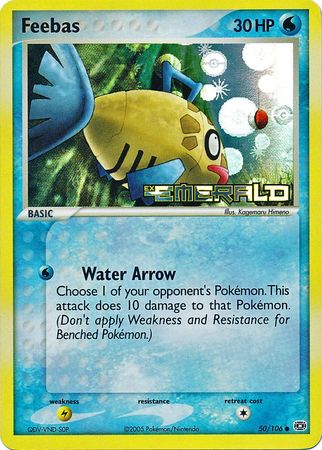 Feebas 30 HP
EX EMERALD
BASIC
Illus. Kagemaru Himeno
Water Arrow
Choose 1 of your opponent's Pokémon.This
attack does 10 damage to that Pokémon.
(Don't apply Weakness and Resistance for
Benched Pokémon.)
weakness resistance retreat cost
©2005 Pokémon/Nintendo 50/106 ●